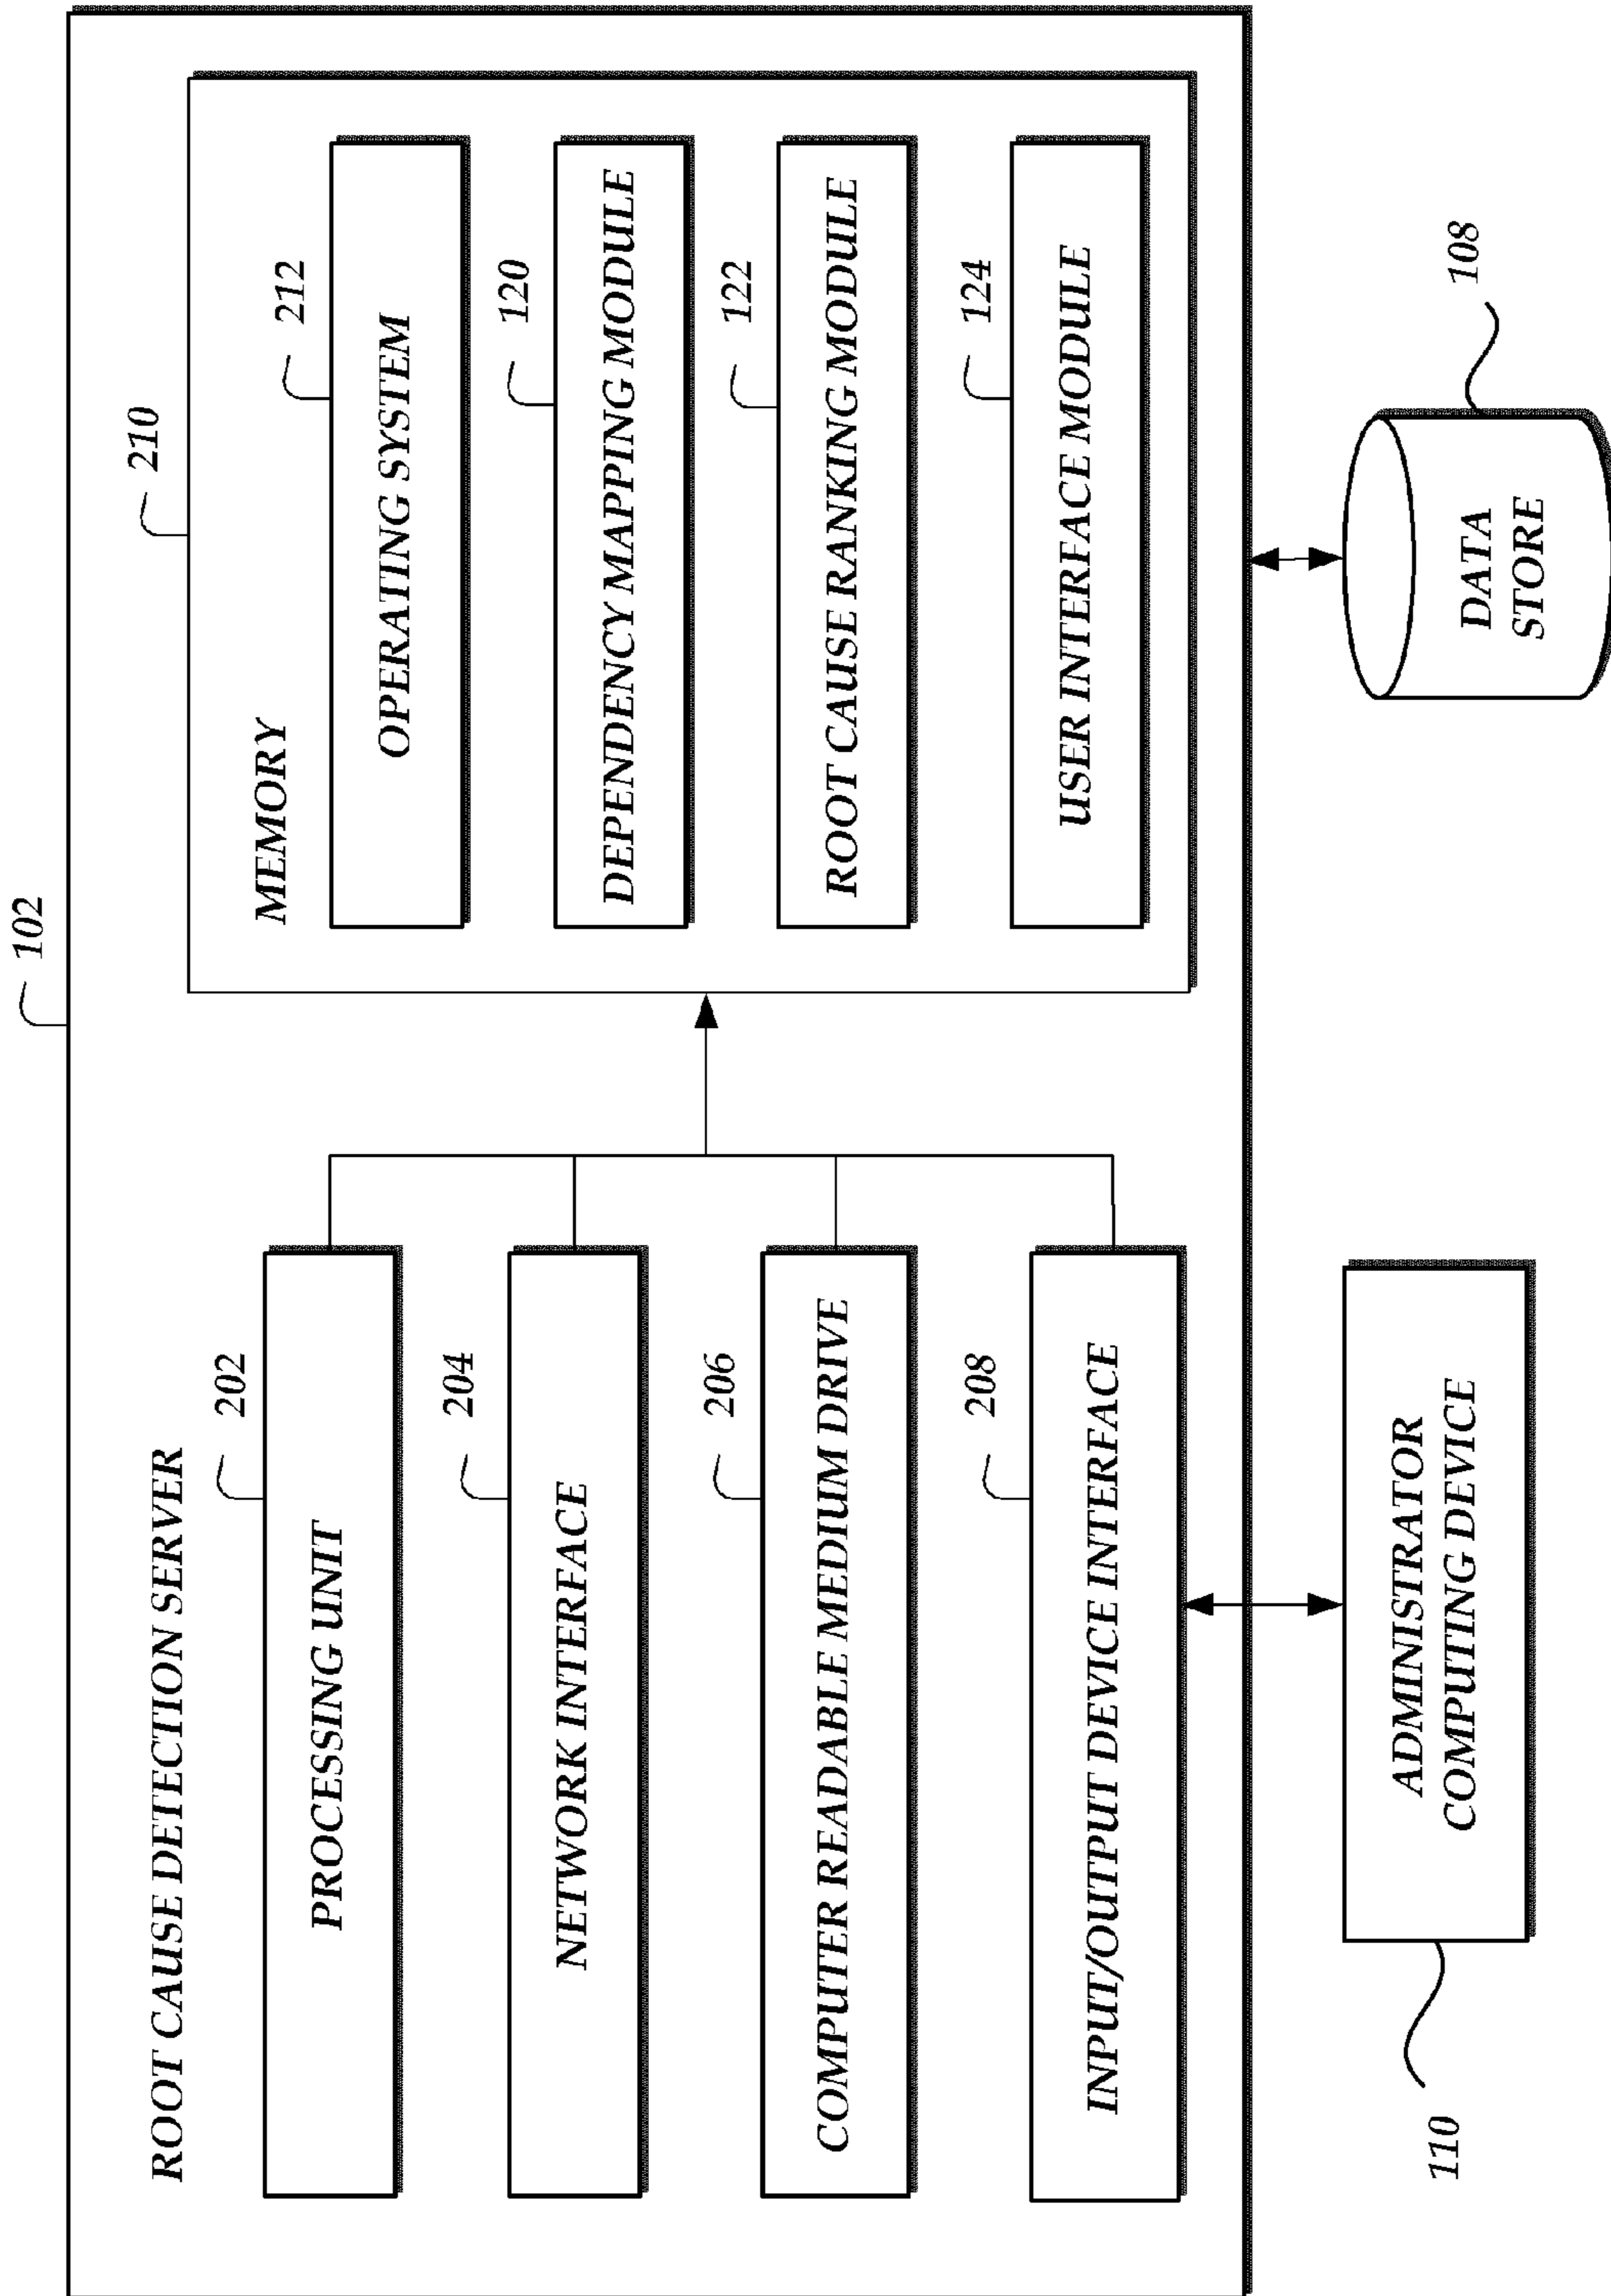 102
ROOT CAUSE DETECTION SERVER
202
PROCESSING UNIT
204
NETWORK INTERFACE
206
COMPUTER READABLE MEDIUM DRIVE
208
INPUT/OUTPUT DEVICE INTERFACE
210
MEMORY
212
OPERATING SYSTEM
120
DEPENDENCY MAPPING MODULE
122
ROOT CAUSE RANKING MODULE
124
USER INTERFACE MODULE
110
ADMINISTRATOR
COMPUTING DEVICE
DATA
STORE
108